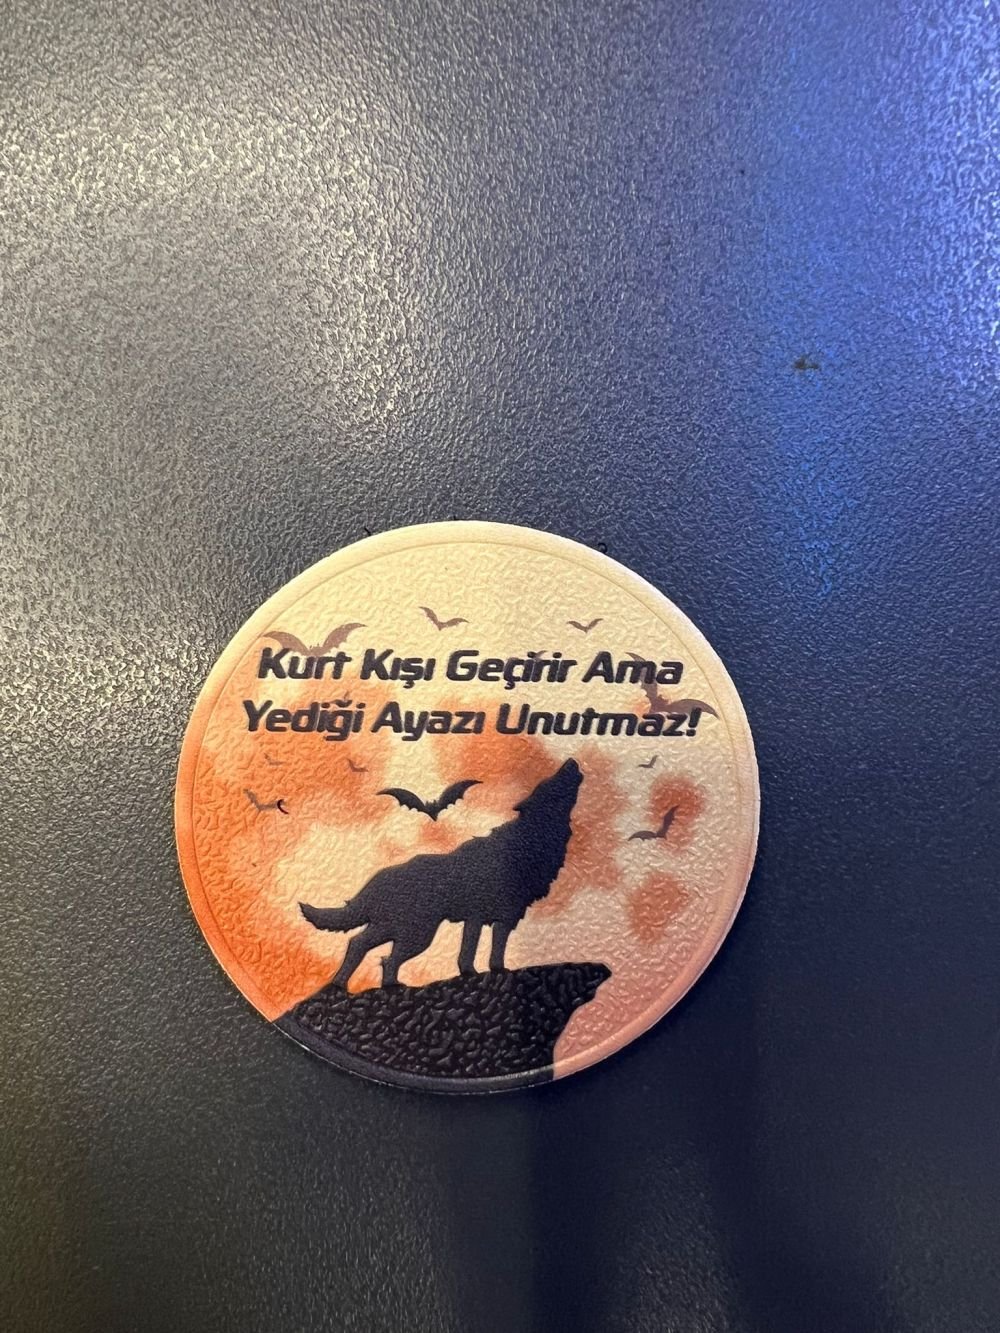 Kurt Kışı Geçirir Ama
Yediği Ayazı Unutmaz!